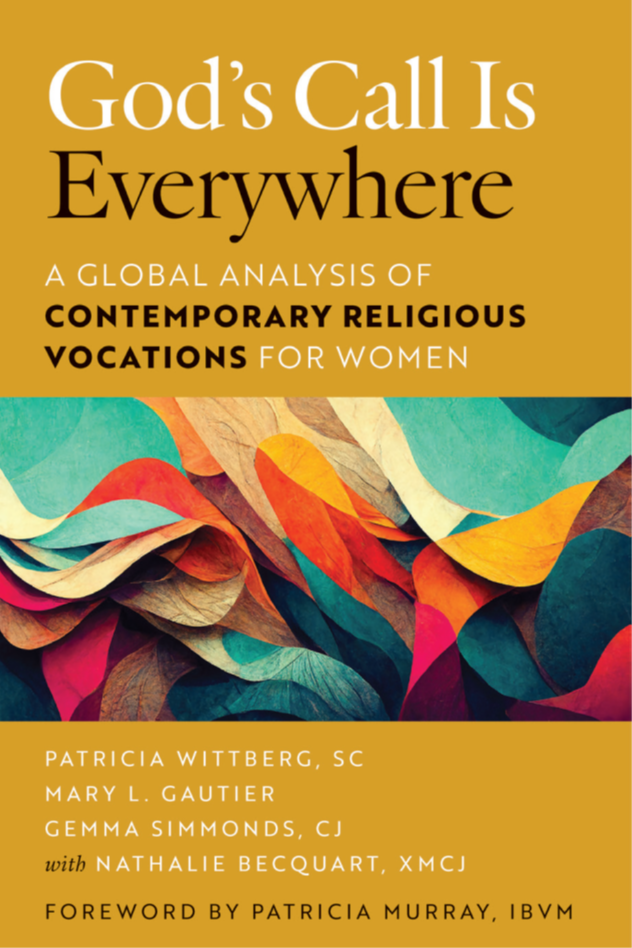 God's Call Is
Everywhere
A GLOBAL ANALYSIS OF
CONTEMPORARY RELIGIOUS
VOCATIONS FOR WOMEN
PATRICIA WITTBERG, SC
MARY L. GAUTIER
GEMMA SIMMONDS, CJ
with NATHALIE BECQUART, XMCJ
FOREWORD BY PATRICIA MURRAY, IBVM